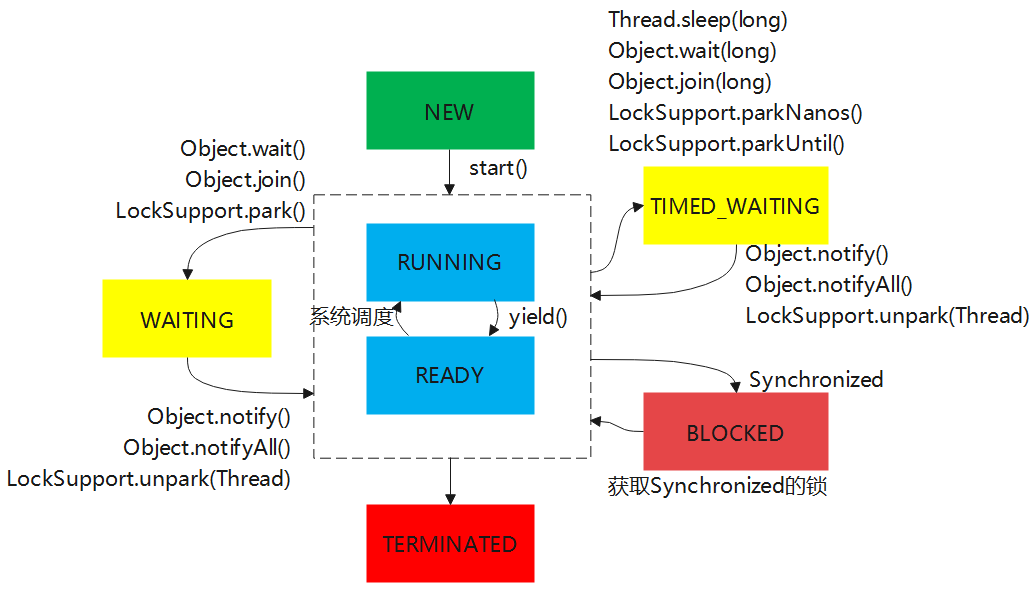 Thread.sleep(long)
Object.wait(long)
Object.join(long)
LockSupport.parkNanos()
LockSupport.parkUntil()
NEW
start()
Object.wait()
Object.join()
LockSupport.park()
TIMED_WAITING
RUNNING
Object.notify()
Object.notifyAll()
LockSupport.unpark(Thread)
WAITING
系统调度
yield()
READY
Synchronized
Object.notify()
Object.notifyAll()
LockSupport.unpark(Thread)
BLOCKED
获取Synchronized的锁
TERMINATED